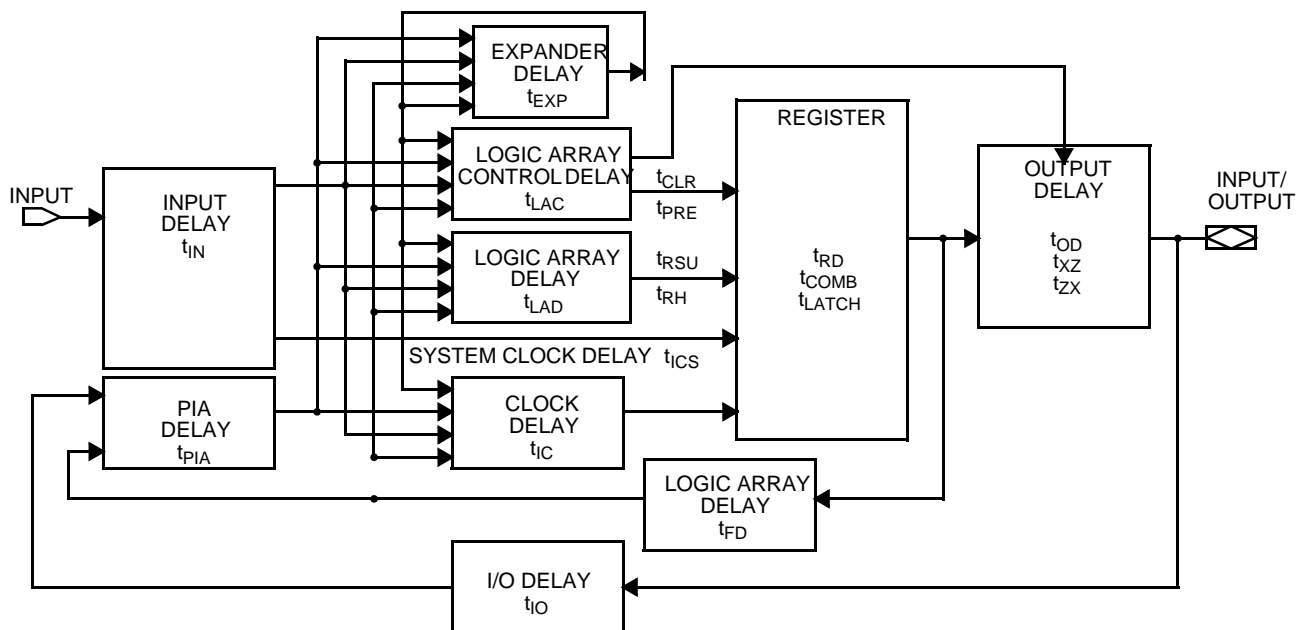 EXPANDER
DELAY
tEXP
REGISTER
LOGIC ARRAY
CONTROL DELAY
tLAC
tCLR
tPRE
OUTPUT
DELAY
tOD
tXZ
tZX
INPUT/
OUTPUT
INPUT
INPUT
DELAY
tIN
LOGIC ARRAY
DELAY
tLAD
tRSU
tRH
tRD
tCOMB
tLATCH
SYSTEM CLOCK DELAY tICS
PIA
DELAY
tPIA
CLOCK
DELAY
tIC
LOGIC ARRAY
DELAY
tFD
I/O DELAY
tIO